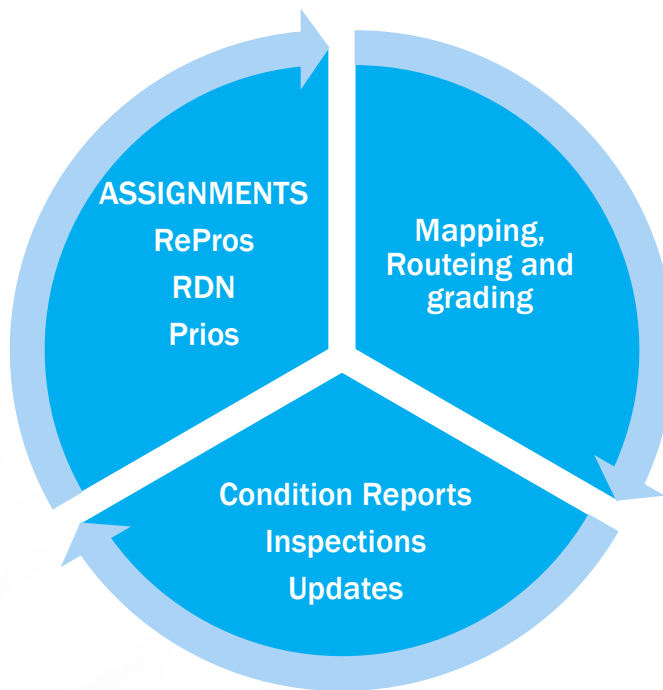 ASSIGNMENTS
RePros
RDN
Prios
Mapping,
Routeing and
grading
Condition Reports
Inspections
Updates